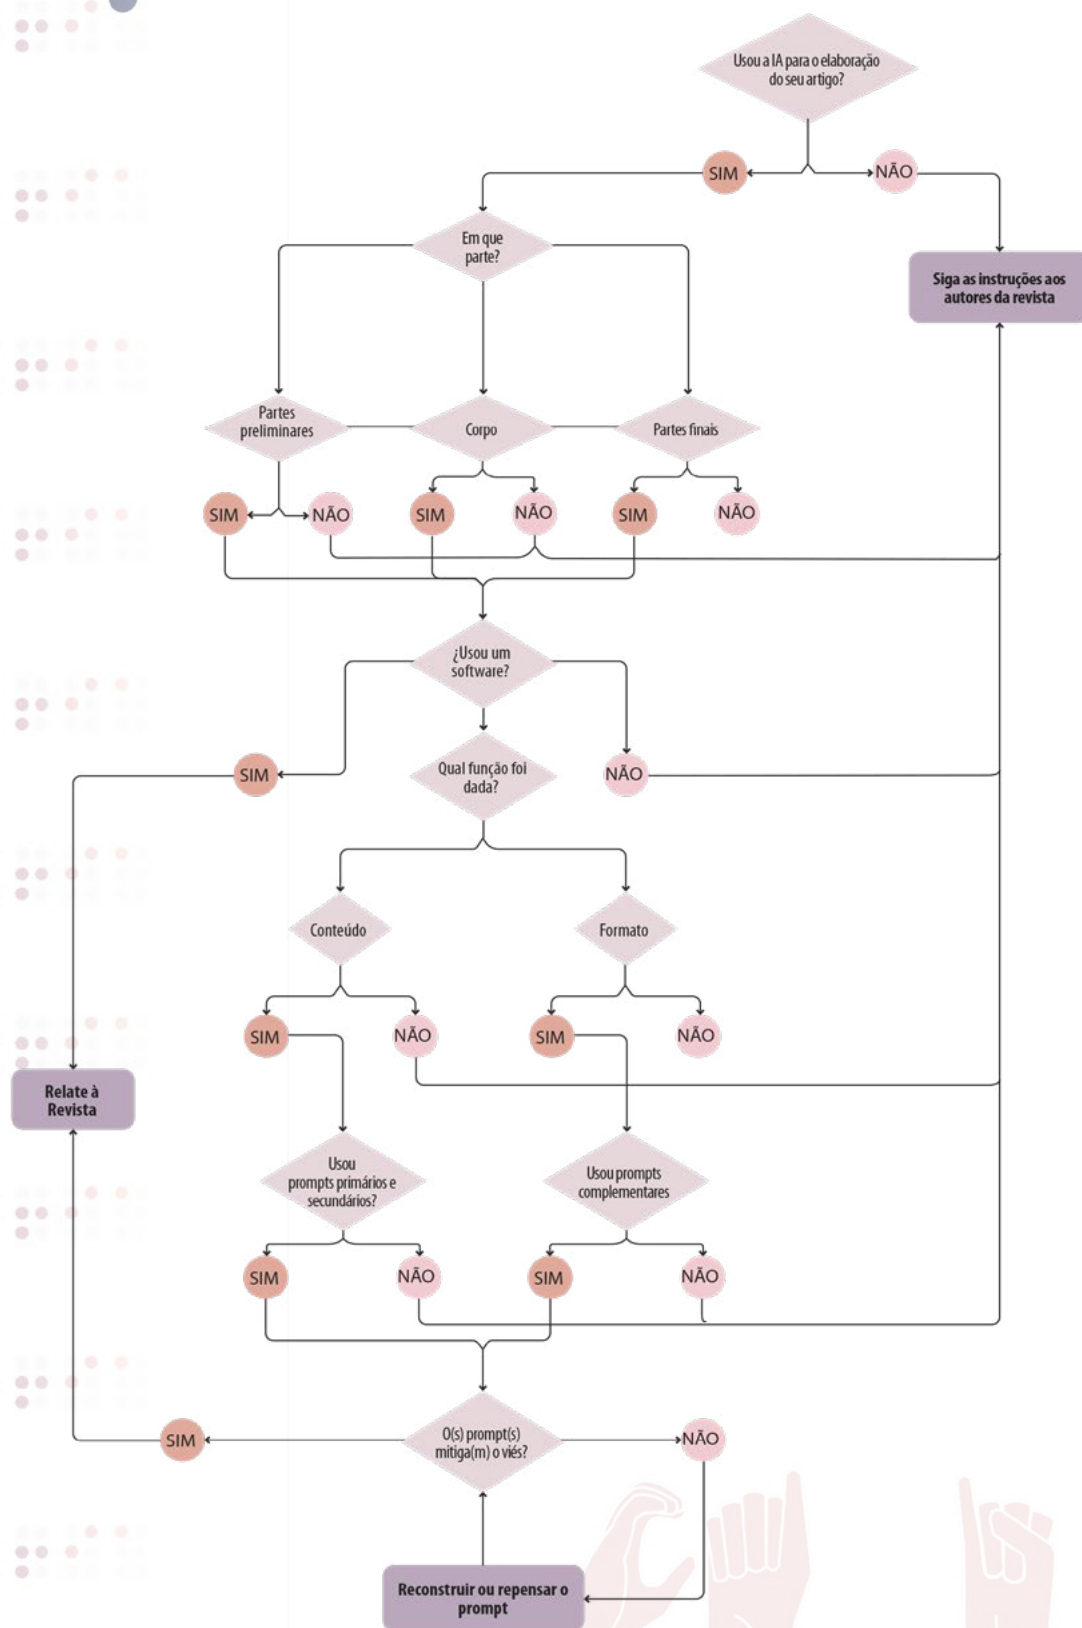 Usou a IA para o elaboração
do seu artigo?
SIM
NÃO
Em que
parte?
Siga as instruções aos
autores da revista
Partes
preliminares
Corpo
Partes finais
SIM
NÃO
SIM
NÃO
SIM
NÃO
¿Usou um
software?
SIM
Qual função foi
dada?
NÃO
Conteúdo
Formato
SIM
NÃO
SIM
NÃO
Relate à
Revista
Usou
prompts primários e
secundários?
Usou prompts
complementares
SIM
NÃO
SIM
NÃO
SIM
O(s) prompt(s)
mitiga(m) o viés?
NÃO
Reconstruir ou repensar o
prompt